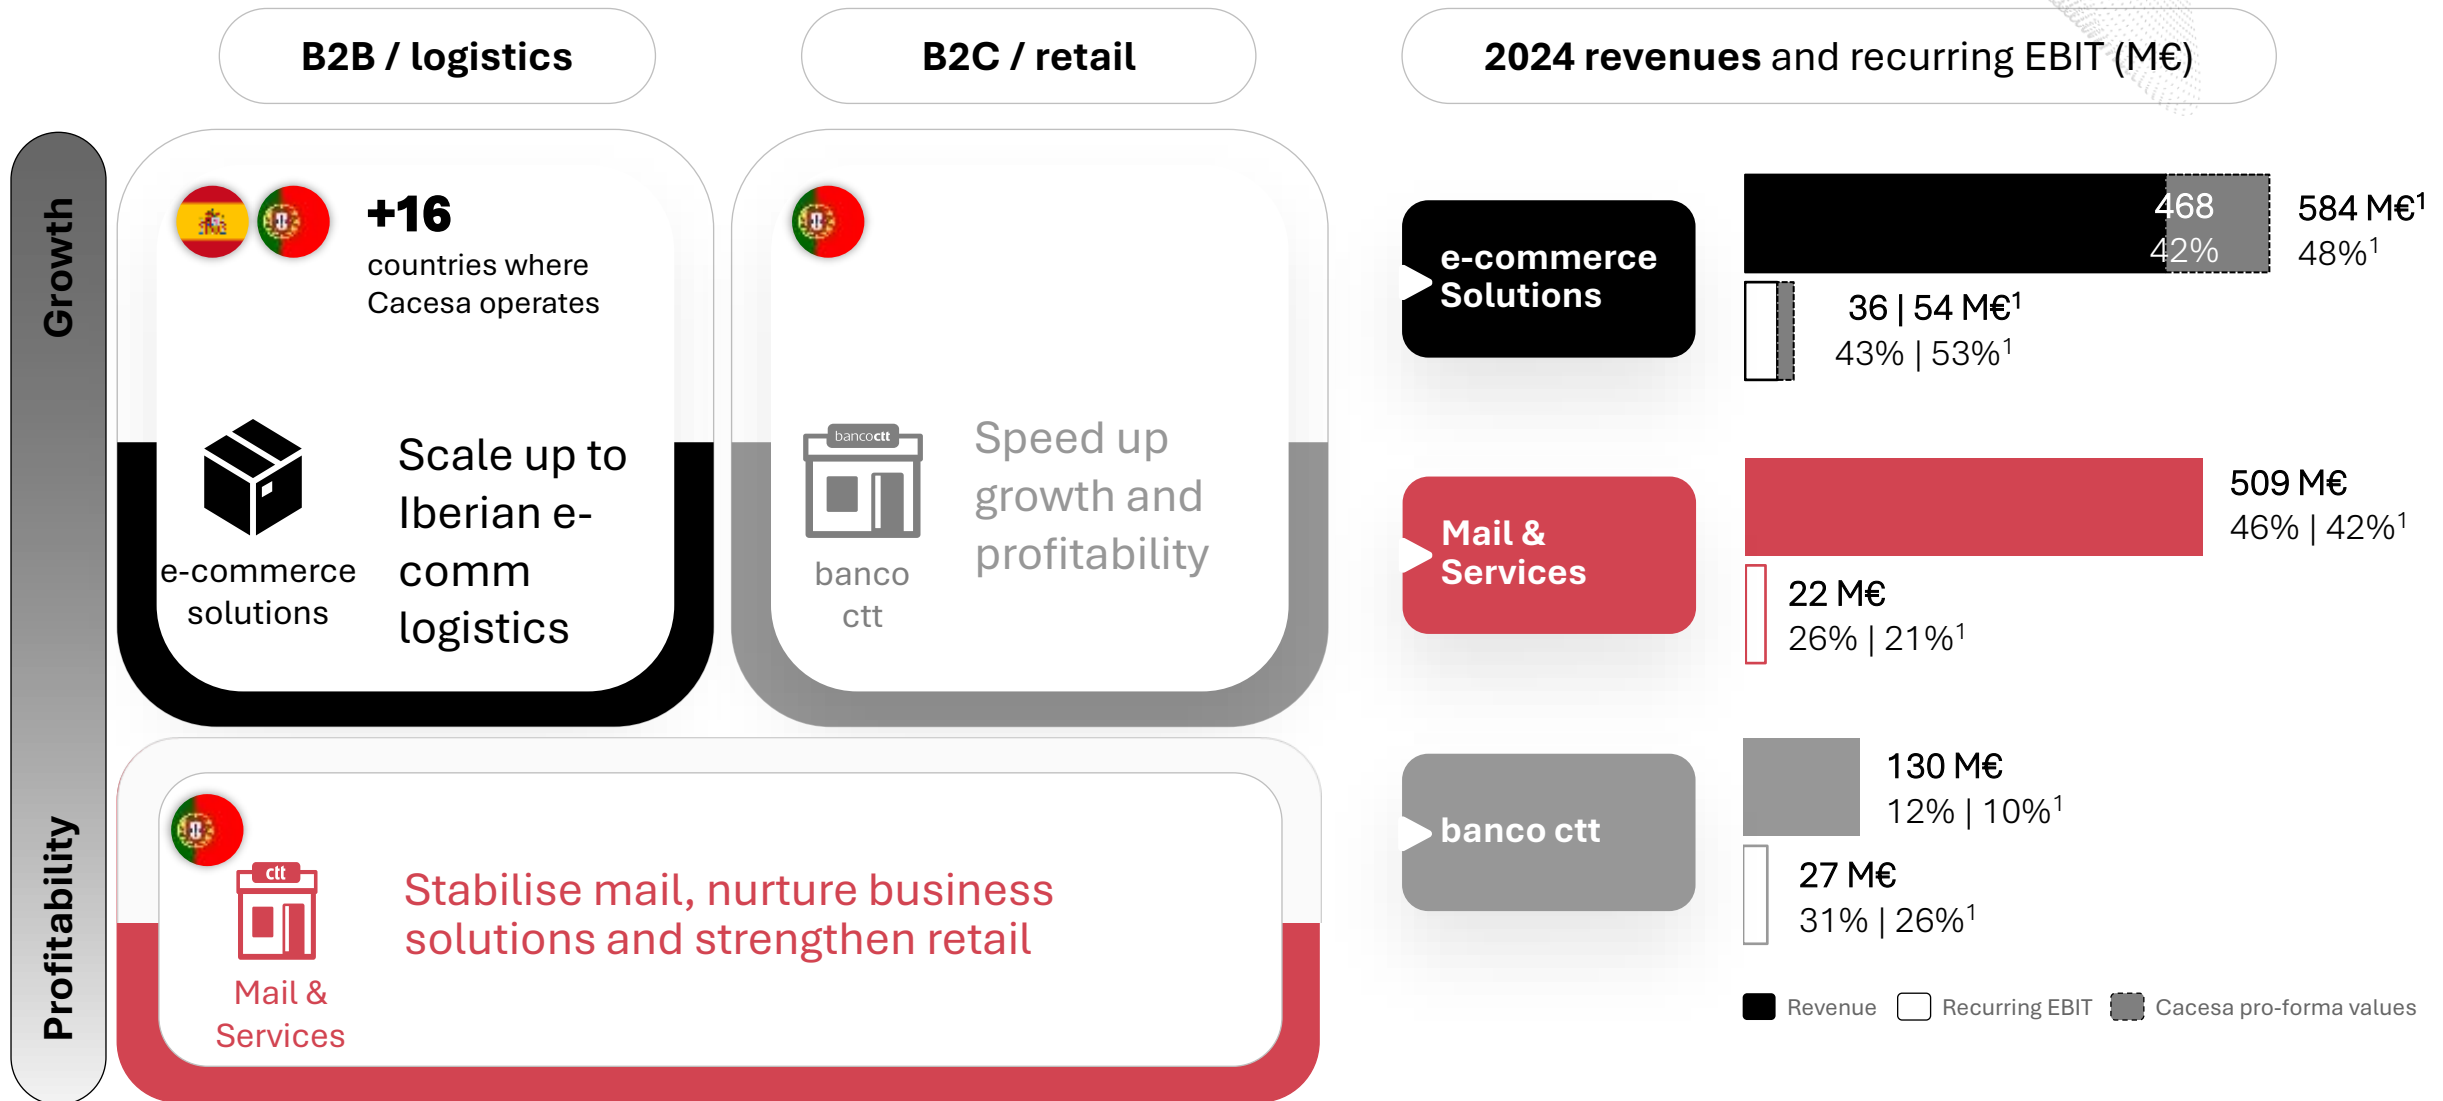 B2B / logistics
B2C / retail
2024 revenues and recurring EBIT (M€)
Growth
Profitability
+16
countries where
Cacesa operates
e-commerce
solutions
Scale up to
Iberian e-
comm
logistics
bancoctt
banco
ctt
Speed up
growth and
profitability
ctt
Mail &
Services
Stabilise mail, nurture business
solutions and strengthen retail
e-commerce
Solutions
468
42%
584 M€¹
48%¹
36 | 54 M€¹
43% | 53%¹
Mail &
Services
509 M€
46% | 42%¹
22 M€
26% | 21%¹
banco ctt
130 M€
12% | 10%¹
27 M€
31% | 26%¹
Revenue
Recurring EBIT
Cacesa pro-forma values